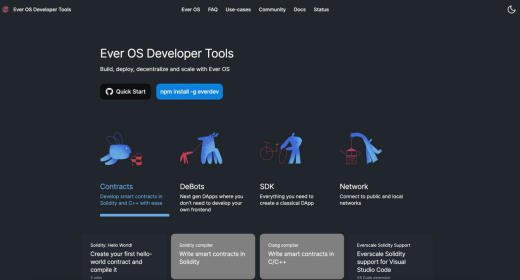 Ever OS Developer Tools
Ever OS
FAQ
Use-cases
Community
Docs
Status
Ever OS Developer Tools
Build, deploy, decentralize and scale with Ever OS
Quick Start
npm install -g everdev
Contracts
Develop smart contracts in
Solidity and C++ with ease
DeBots
Next gen DApps where you
don't need to develop your
own frontend
SDK
Everything you need to
create a classical DApp
Network
Connect to public and local
networks
Solidity: Hello World!
Create your first hello-
world contract and
compile it
Solidity compiler
Write smart contracts in
Solidity
Clang compiler
Write smart contracts in
C/C++
Everscale Solidity Support
Everscale Solidity
support for Visual
Studio Code